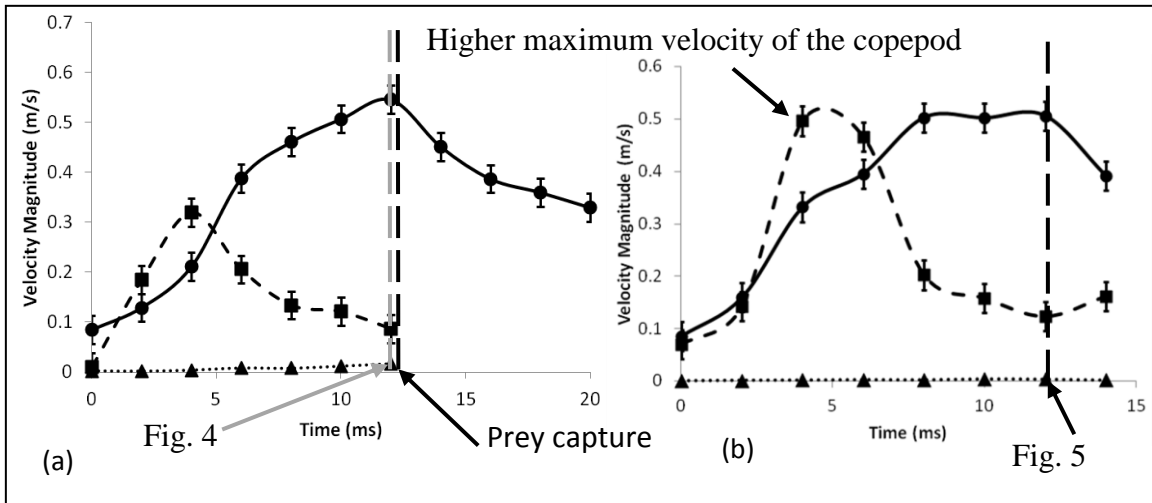 Higher maximum velocity of the copepod
Velocity Magnitude (m/s)
0.7
0.6
0.5
0.4
0.3
0.2
0.1
0
0 5 10 15 20
Time (ms)
Fig. 4
Prey capture
(a)
Velocity Magnitude (m/s)
0.6
0.5
0.4
0.3
0.2
0.1
0
0 5 10 15
Time (ms)
Fig. 5
(b)